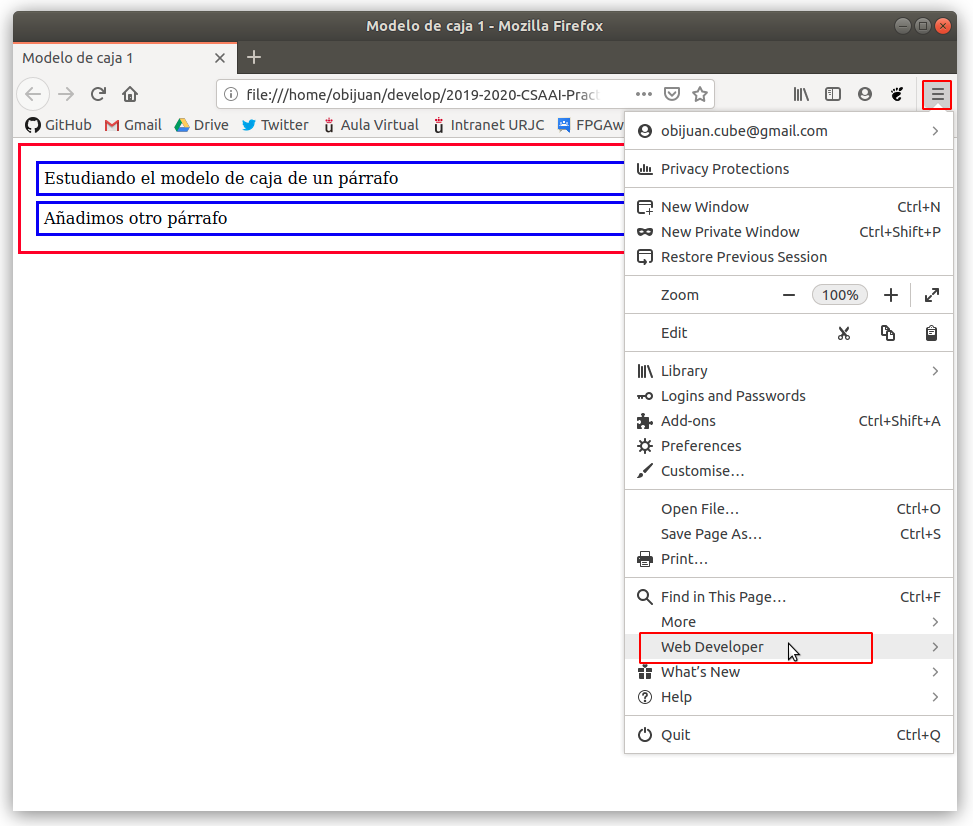 Modelo de caja 1 - Mozilla Firefox
Modelo de caja 1
file:///home/obijuan/develop/2019-2020-CSAAI-Pract
GitHub Gmail Drive Twitter Aula Virtual Intranet URJC FPGAw
Estudiando el modelo de caja de un párrafo
Añadimos otro párrafo
obijuan.cube@gmail.com
Privacy Protections
New Window Ctrl+N
New Private Window Ctrl+Shift+P
Restore Previous Session
Zoom 100%
Edit
Library
Logins and Passwords
Add-ons Ctrl+Shift+A
Preferences
Customise…
Open File… Ctrl+O
Save Page As… Ctrl+S
Print…
Find in This Page… Ctrl+F
More
Web Developer
What’s New
Help
Quit Ctrl+Q